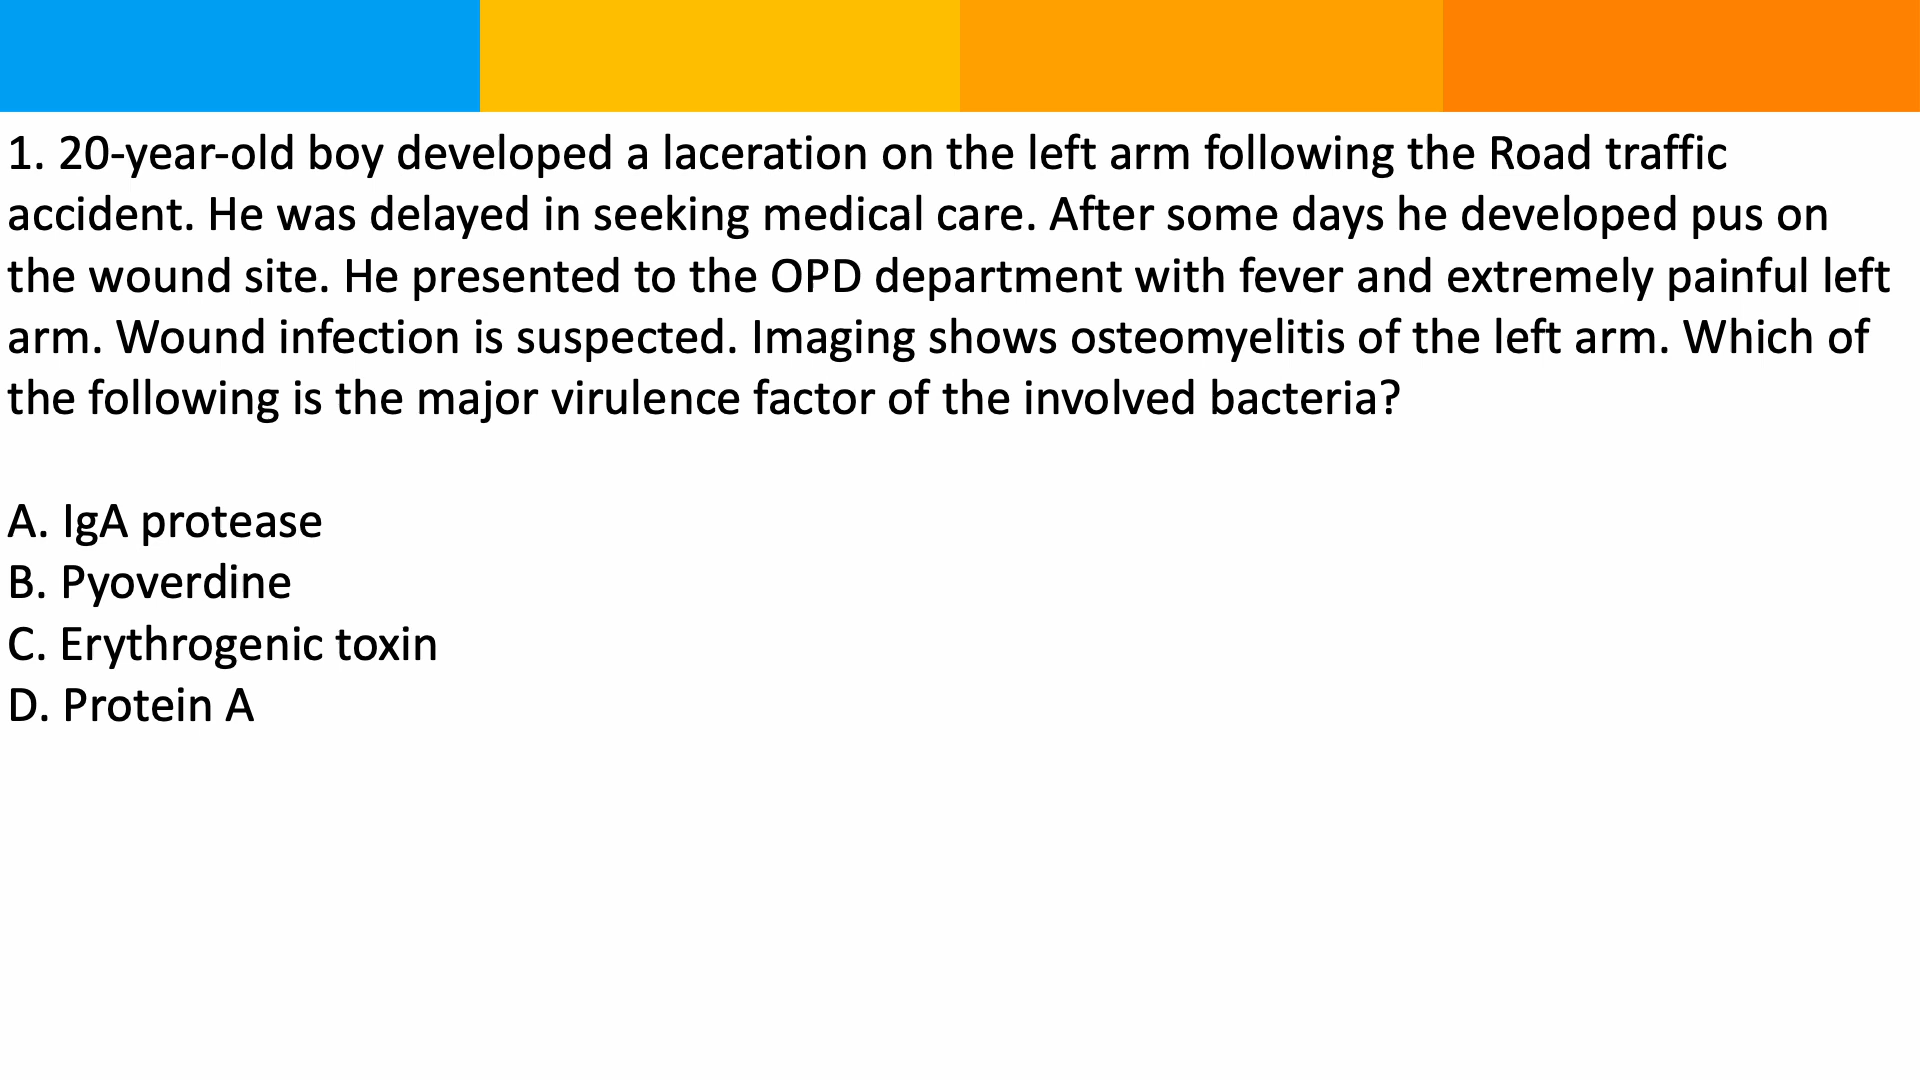 1. 20-year-old boy developed a laceration on the left arm following the Road traffic
accident. He was delayed in seeking medical care. After some days he developed pus on
the wound site. He presented to the OPD department with fever and extremely painful left
arm. Wound infection is suspected. Imaging shows osteomyelitis of the left arm. Which of
the following is the major virulence factor of the involved bacteria?
A. IgA protease
B. Pyoverdine
C. Erythrogenic toxin
D. Protein A